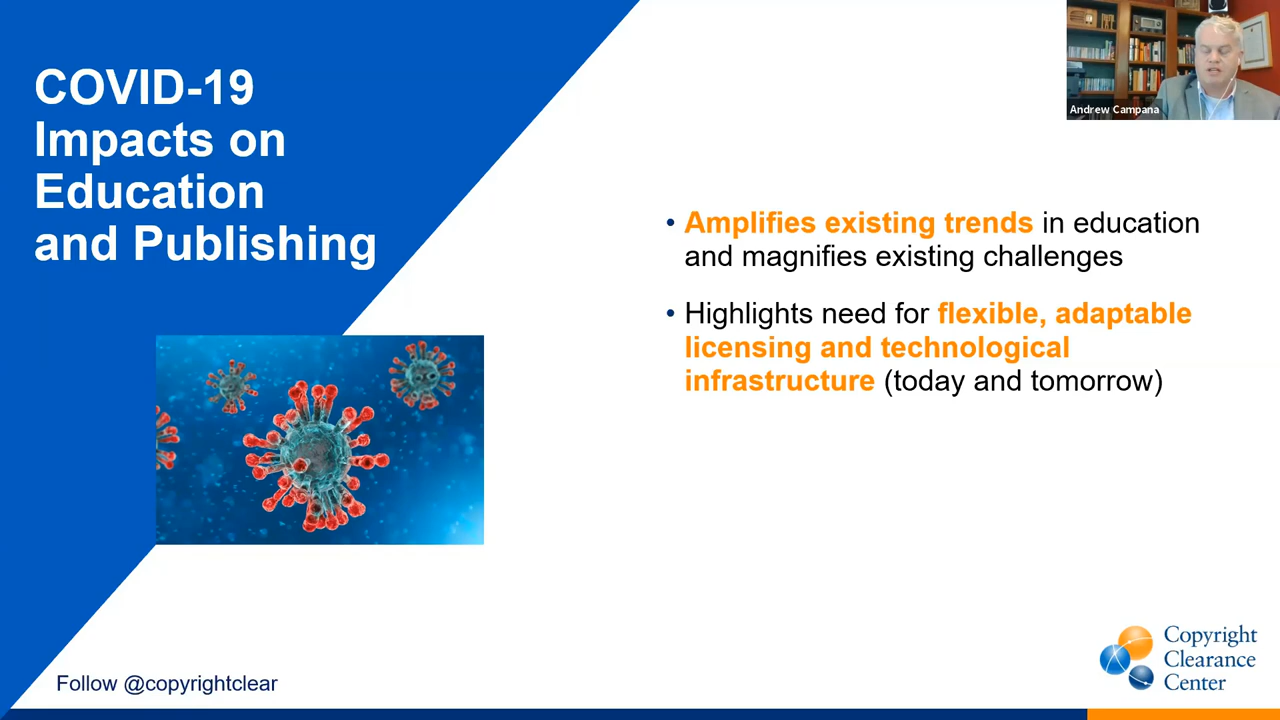 COVID-19
Impacts on
Education
and Publishing
Andrew Campana
• Amplifies existing trends in education
and magnifies existing challenges
• Highlights need for flexible, adaptable
licensing and technological
infrastructure (today and tomorrow)
Follow @copyrightclear
Copyright
Clearance
Center